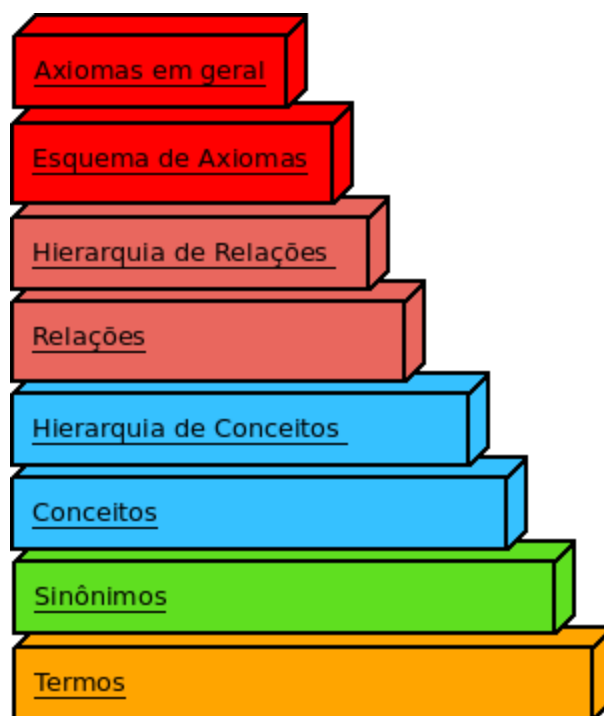 Axiomas em geral
Esquema de Axiomas
Hierarquia de Relações
Relações
Hierarquia de Conceitos
Conceitos
Sinônimos
Termos